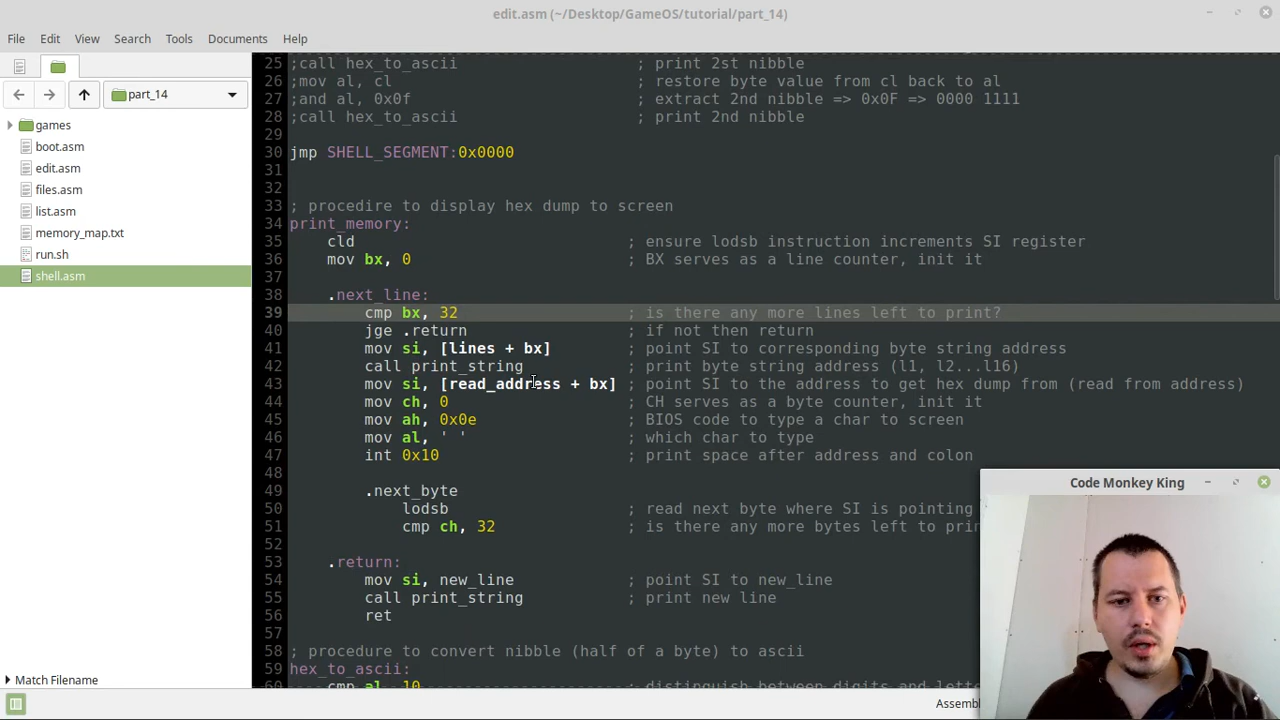 edit.asm (~/Desktop/GameOS/tutorial/part_14)
File Edit View Search Tools Documents Help
part_14
games
boot.asm
edit.asm
files.asm
list.asm
memory_map.txt
run.sh
shell.asm
Match Filename
25 ;call hex_to_ascii ; print 2st nibble
26 ;mov al, cl ; restore byte value from cl back to al
27 ;and al, 0x0f ; extract 2nd nibble => 0x0F => 0000 1111
28 ;call hex_to_ascii ; print 2nd nibble
29
30 jmp SHELL_SEGMENT:0x0000
31
32
33 ; procedire to display hex dump to screen
34 print_memory:
35 cld ; ensure lodsb instruction increments SI register
36 mov bx, 0 ; BX serves as a line counter, init it
37
38 .next_line:
39 cmp bx, 32 ; is there any more lines left to print?
40 jge .return ; if not then return
41 mov si, [lines + bx] ; point SI to corresponding byte string address
42 call print_string ; print byte string address (l1, l2...l16)
43 mov si, [read_address + bx] ; point SI to the address to get hex dump from (read from address)
44 mov ch, 0 ; CH serves as a byte counter, init it
45 mov ah, 0x0e ; BIOS code to type a char to screen
46 mov al, ' ' ; which char to type
47 int 0x10 ; print space after address and colon
48
49 .next_byte
50 lodsb ; read next byte where SI is pointing
51 cmp ch, 32 ; is there any more bytes left to prin
52
53 .return:
54 mov si, new_line ; point SI to new_line
55 call print_string ; print new line
56 ret
57
58 ; procedure to convert nibble (half of a byte) to ascii
59 hex_to_ascii:
60 cmp al, 10 ; distinguish between digits and lette
Code Monkey King
Assemb